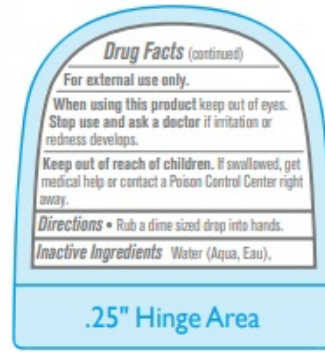 Drug Facts (continued)
For external use only.
When using this product keep out of eyes.
Stop use and ask a doctor if irritation or
redness develops.
Keep out of reach of children. If swallowed, get
medical help or contact a Poison Control Center right
away.
Directions • Rub a dime sized drop into hands.
Inactive Ingredients Water (Aqua, Eau),
.25" Hinge Area